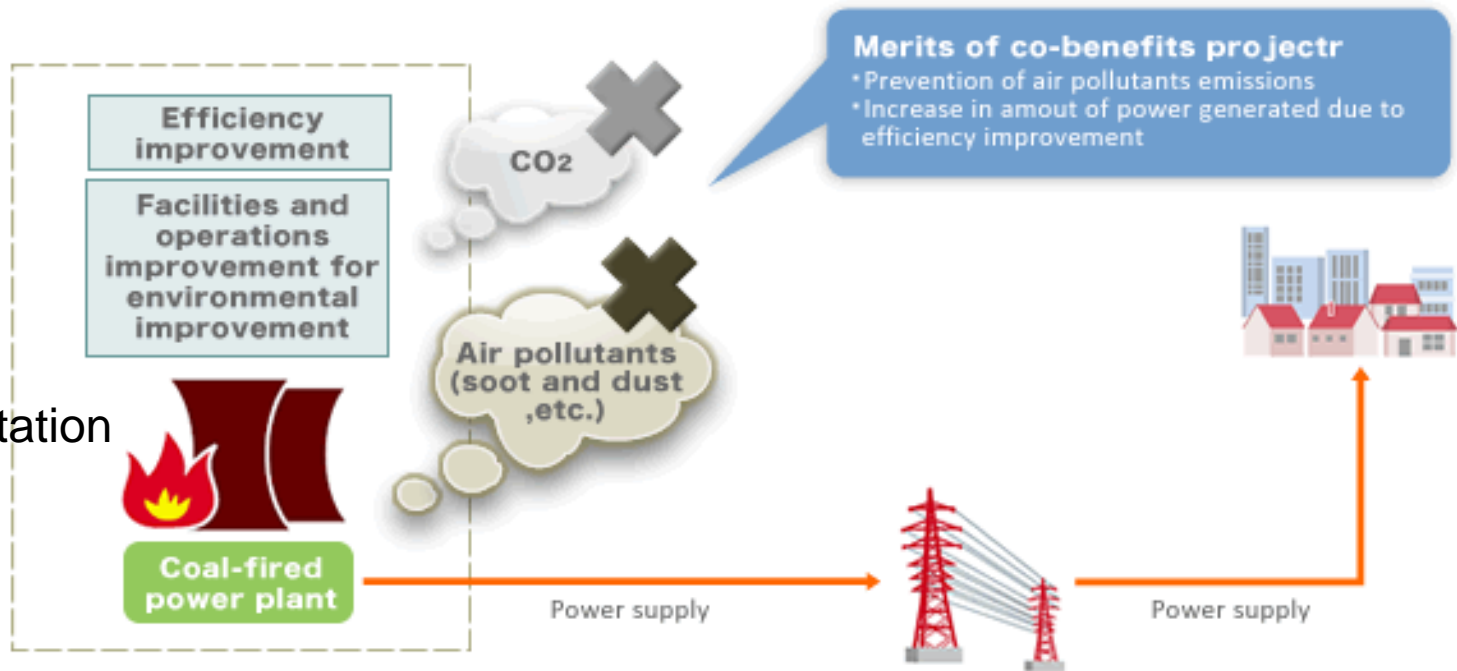 Merits of co-benefits projectr
*Prevention of air pollutants emissions
*Increase in amout of power generated due to
efficiency improvement
Efficiency
improvement
Facilities and
operations
improvement for
environmental
improvement
CO2
Air pollutants
(soot and dust
,etc.)
tation
Coal-fired
power plant
Power supply
Power supply